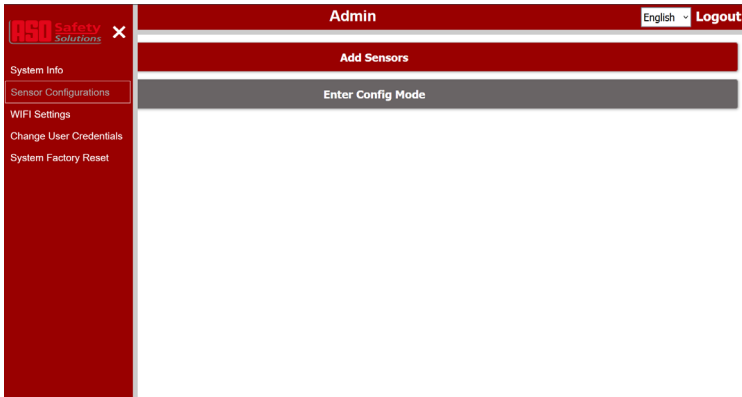 ASO Safety
Solutions
×
Admin
English
Logout
System Info
Sensor Configurations
WIFI Settings
Change User Credentials
System Factory Reset
Add Sensors
Enter Config Mode